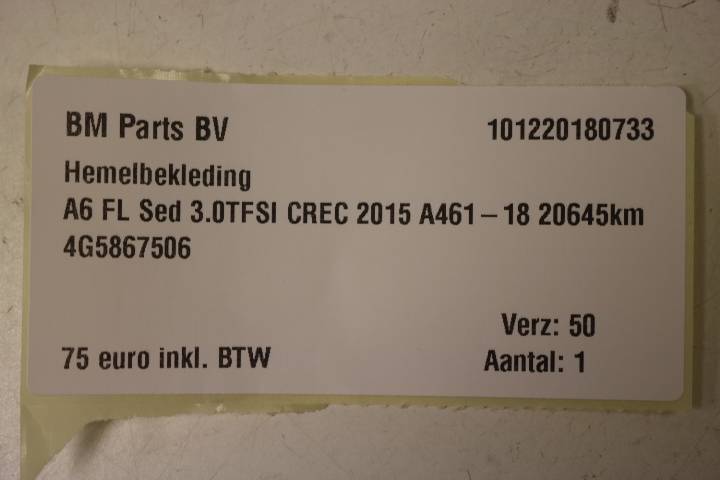 BM Parts BV 101220180733
Hemelbekleding
A6 FL Sed 3.0TFSI CREC 2015 A461-18 20645km
4G5867506
Verz: 50
75 euro inkl. BTW Aantal: 1